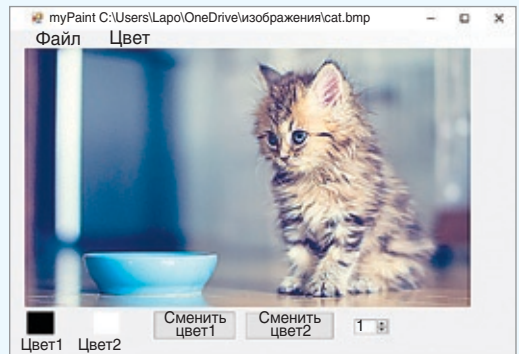 myPaint C:\Users\Lapo\OneDrive\изображения\cat.bmp
Файл Цвет
Цвет1 Цвет2
Сменить цвет1
Сменить цвет2
1